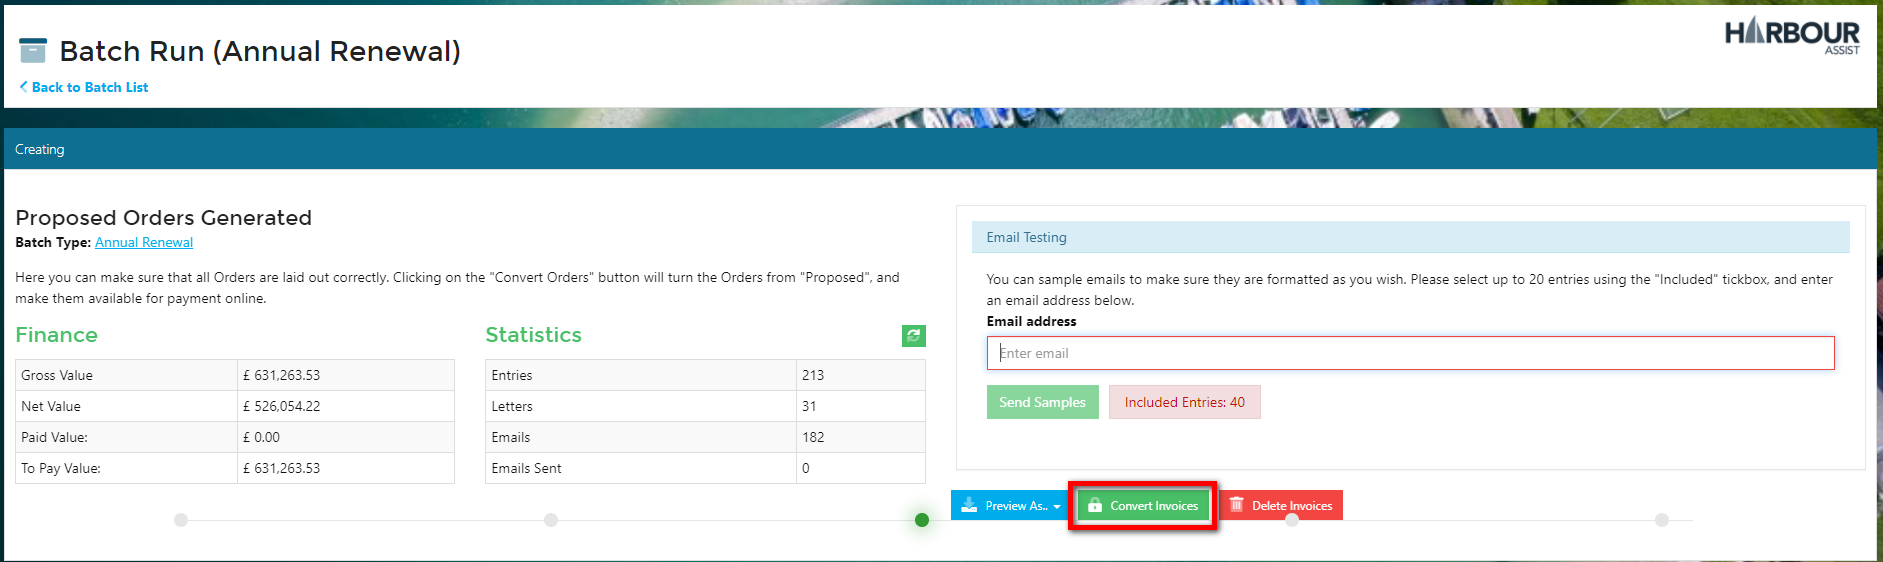 Batch Run (Annual Renewal)
Back to Batch List
HARBOUR
ASSIST
Creating
Proposed Orders Generated
Batch Type: Annual Renewal
Here you can make sure that all Orders are laid out correctly. Clicking on the "Convert Orders" button will turn the Orders from "Proposed", and
make them available for payment online.
Finance
Gross Value £ 631,263.53
Net Value £ 526,054.22
Paid Value: £ 0.00
To Pay Value: £ 631,263.53
Statistics
Entries 213
Letters 31
Emails 182
Emails Sent 0
Email Testing
You can sample emails to make sure they are formatted as you wish. Please select up to 20 entries using the "Included" tickbox, and enter
an email address below.
Email address
Enter email
Send Samples
Included Entries: 40
Preview As..
Convert Invoices
Delete Invoices